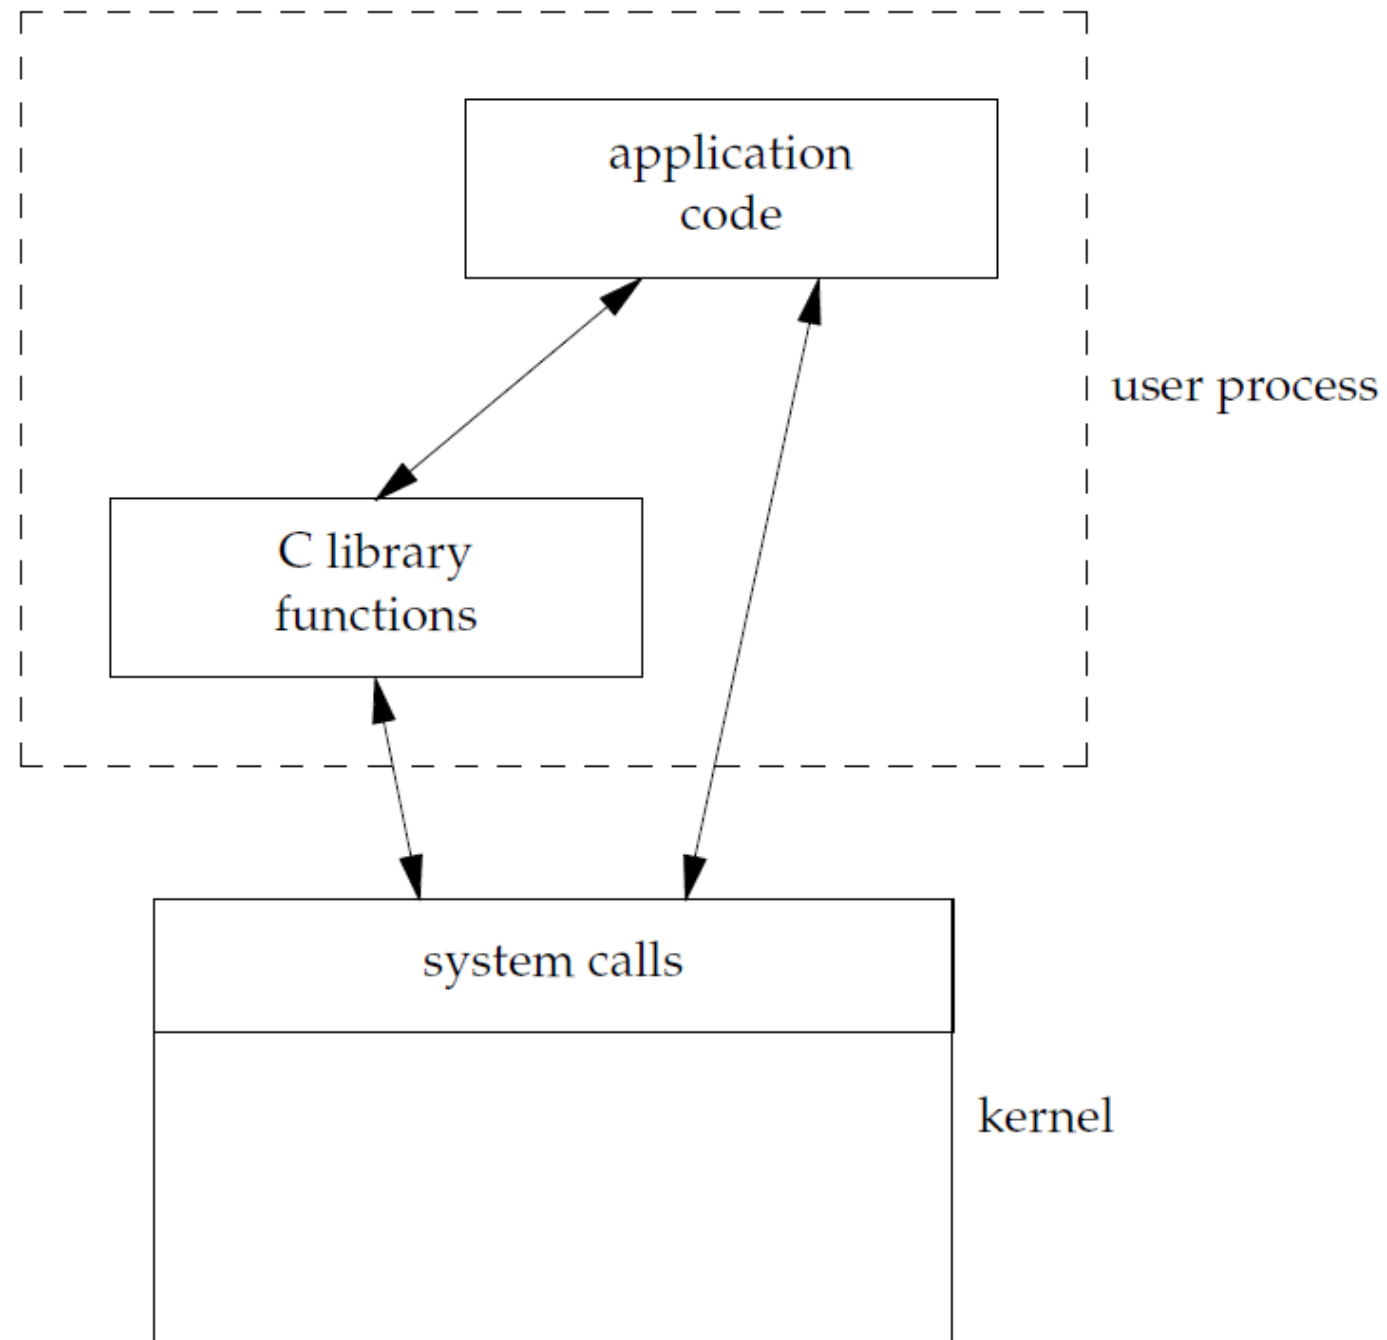 application
code
user process
C library
functions
system calls
kernel